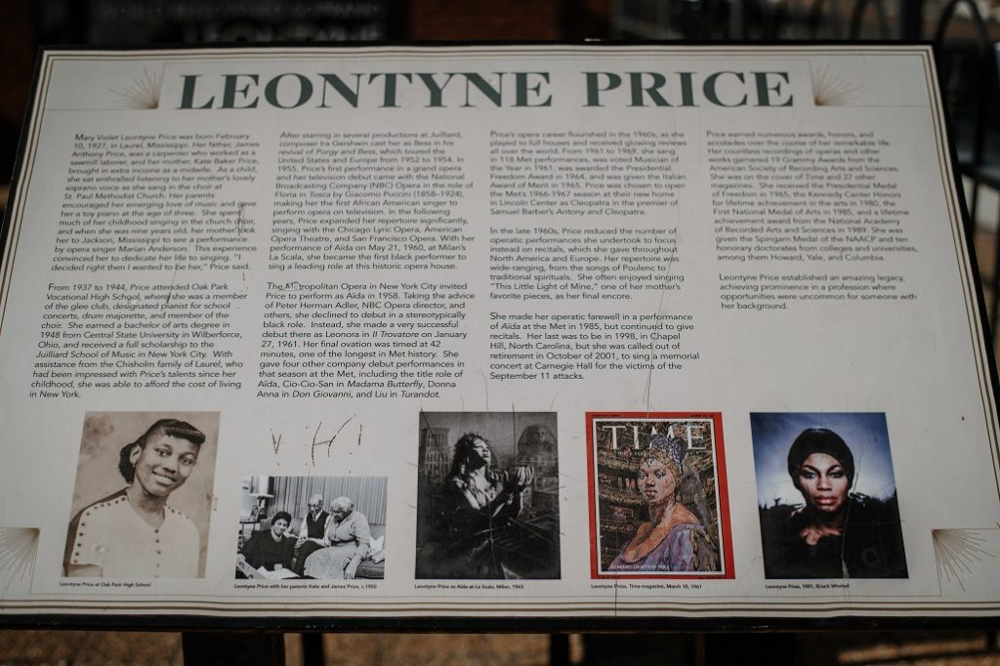 LEONTYNE PRICE
Mary Violet Leontyne Price was born February
10, 1927, in Laurel, Mississippi. Her father, James
Anthony Price, was a carpenter who worked as a
sawmill laborer, and her mother, Kate Baker Price,
brought in extra income as a midwife. As a child,
she sat enthralled listening to her mother's lovely
soprano voice as she sang in the choir at
St. Paul Methodist Church. Her parents
encouraged her emerging love of music and gave
her a toy piano at the age of three. She spent
much of her childhood singing in the church choir,
and when she was nine years old, her mother took
her to Jackson, Mississippi to see a performance
by opera singer Marian Anderson. This experience
convinced her to dedicate her life to singing. "I
decided right then I wanted to be her," Price said.
From 1937 to 1944, Price attended Oak Park
Vocational High School, where she was a member
of the glee club, designated pianist for school
concerts, drum majorette, and member of the
choir. She earned a bachelor of arts degree in
1948 from Central State University in Wilberforce,
Ohio, and received a full scholarship to the
Juilliard School of Music in New York City. With
assistance from the Chisholm family of Laurel, who
had been impressed with Price's talents since her
childhood, she was able to afford the cost of living
in New York.
After starring in several productions at Juilliard,
composer Ira Gershwin cast her as Bess in his
revival of Porgy and Bess, which toured the
United States and Europe from 1952 to 1954. In
1955, Price's first performance in a grand opera
and her television debut came with the National
Broadcasting Company (NBC) Opera in the role of
Floria in Tosca by Giacomo Puccini (1858–1924),
making her the first African American singer to
perform opera on television. In the following
years, Price expanded her repertoire significantly,
singing with the Chicago Lyric Opera, American
Opera Theatre, and San Francisco Opera. With her
performance of Aïda on May 21, 1960, at Milan's
La Scala, she became the first black performer to
sing a leading role at this historic opera house.
The Metropolitan Opera in New York City invited
Price to perform as Aïda in 1958. Taking the advice
of Peter Herman Adler, NBC Opera director, and
others, she declined to debut in a stereotypically
black role. Instead, she made a very successful
debut there as Leonora in Il Trovatore on January
27, 1961. Her final ovation was timed at 42
minutes, one of the longest in Met history. She
gave four other company debut performances in
that season at the Met, including the title role of
Aïda, Cio-Cio-San in Madama Butterfly, Donna
Anna in Don Giovanni, and Liu in Turandot.
Price's opera career flourished in the 1960s, as she
played to full houses and received glowing reviews
all over the world. From 1961 to 1969, she sang
in 118 Met performances, was voted Musician of
the Year in 1961, was awarded the Presidential
Freedom Award in 1964, and was given the Italian
Award of Merit in 1965. Price was chosen to open
the Met's 1966-1967 season at their new home
in Lincoln Center as Cleopatra in the premier of
Samuel Barber's Antony and Cleopatra.
In the late 1960s, Price reduced the number of
operatic performances she undertook to focus
instead on recitals, which she gave throughout
North America and Europe. Her repertoire was
wide-ranging, from the songs of Poulenc to
traditional spirituals. She often enjoyed singing
"This Little Light of Mine," one of her mother's
favorite pieces, as her final encore.
She made her operatic farewell in a performance
of Aïda at the Met in 1985, but continued to give
recitals. Her last was to be in 1998, in Chapel
Hill, North Carolina, but she was called out of
retirement in October of 2001, to sing a memorial
concert at Carnegie Hall for the victims of the
September 11 attacks.
Price earned numerous awards, honors, and
accolades over the course of her remarkable life.
Her countless recordings of operas and other
works garnered 19 Grammy Awards from the
American Society of Recording Arts and Sciences.
She was on the cover of Time and 27 other
magazines. She received the Presidential Medal
of Freedom in 1965, the Kennedy Center Honors
for lifetime achievement in the arts in 1980, the
First National Medal of Arts in 1985, and a lifetime
achievement award from the National Academy
of Recorded Arts and Sciences in 1989. She was
given the Spingarn Medal of the NAACP and ten
honorary doctorates from colleges and universities,
among them Howard, Yale, and Columbia.
Leontyne Price established an amazing legacy,
achieving prominence in a profession where
opportunities were uncommon for someone with
her background.
TIME
SOPRANO LEONTYNE PRICE
Leontyne Price at Oak Park High School
Leontyne Price with her parents Kate and James Price, c.1955
Leontyne Price as Aïda at La Scala, Milan, 1963
Leontyne Price, Time magazine, March 10, 1961
Leontyne Price, 1981, ©Jack Mitchell